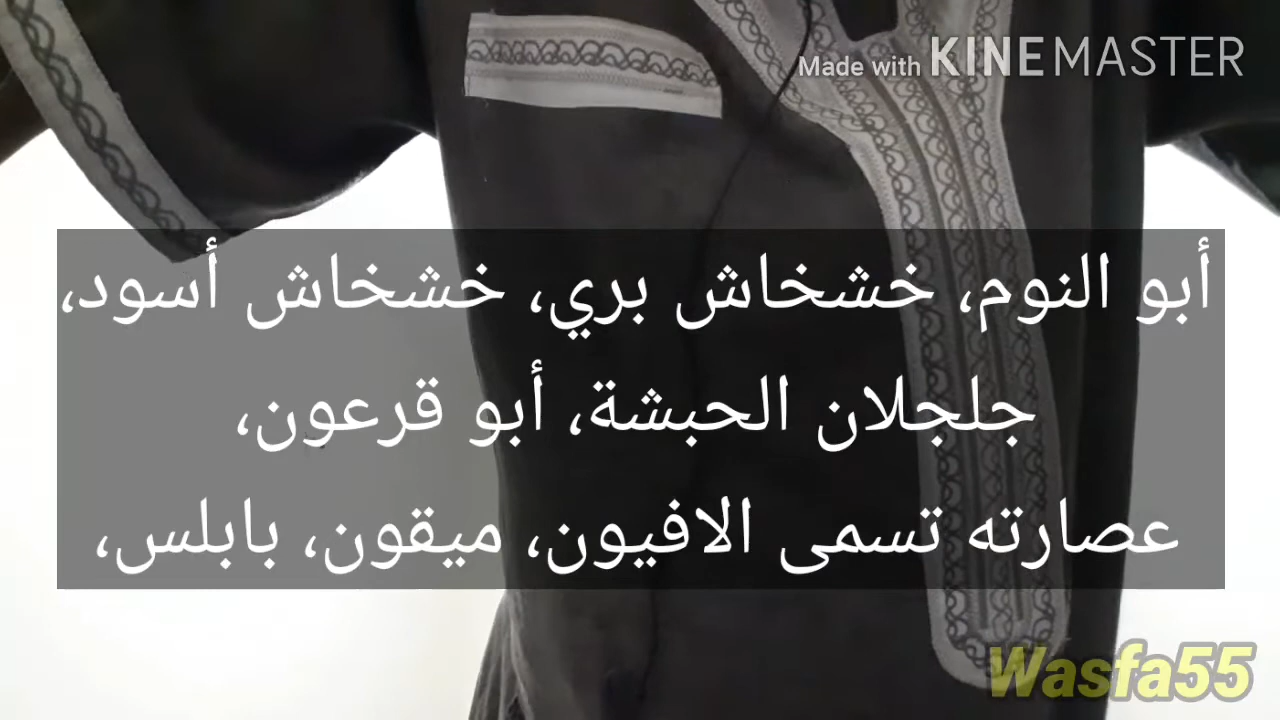 Made with KINEMASTER
أبو النوم، خشخاش بري، خشخاش أسود،
جلجلان الحبشة، أبو قرعون،
عصارته تسمى الافيون، ميقون، بابلس،
Wasfa55